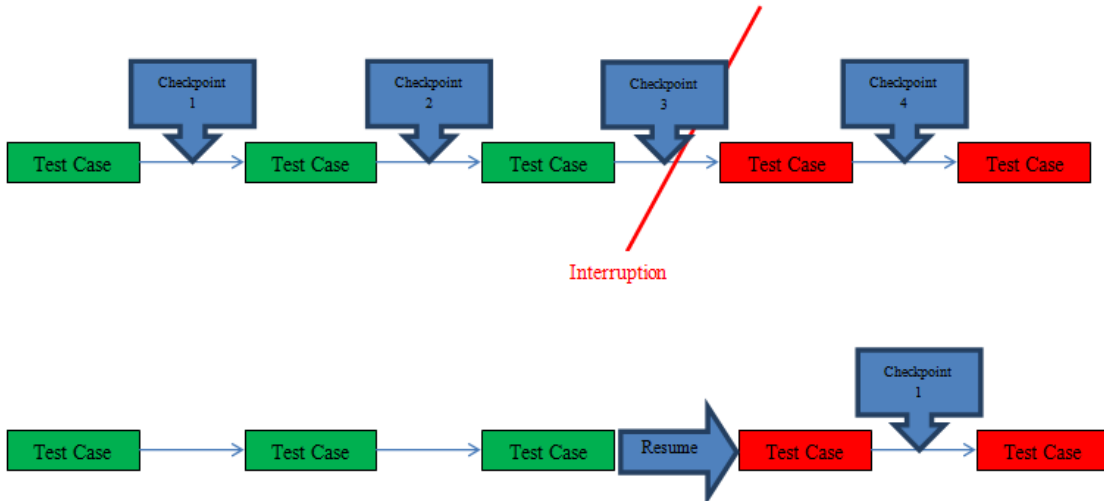 Checkpoint
1
Checkpoint
2
Checkpoint
3
Checkpoint
4
Test Case
Test Case
Test Case
Test Case
Test Case
Interruption
Checkpoint
1
Test Case
Test Case
Test Case
Resume
Test Case
Test Case